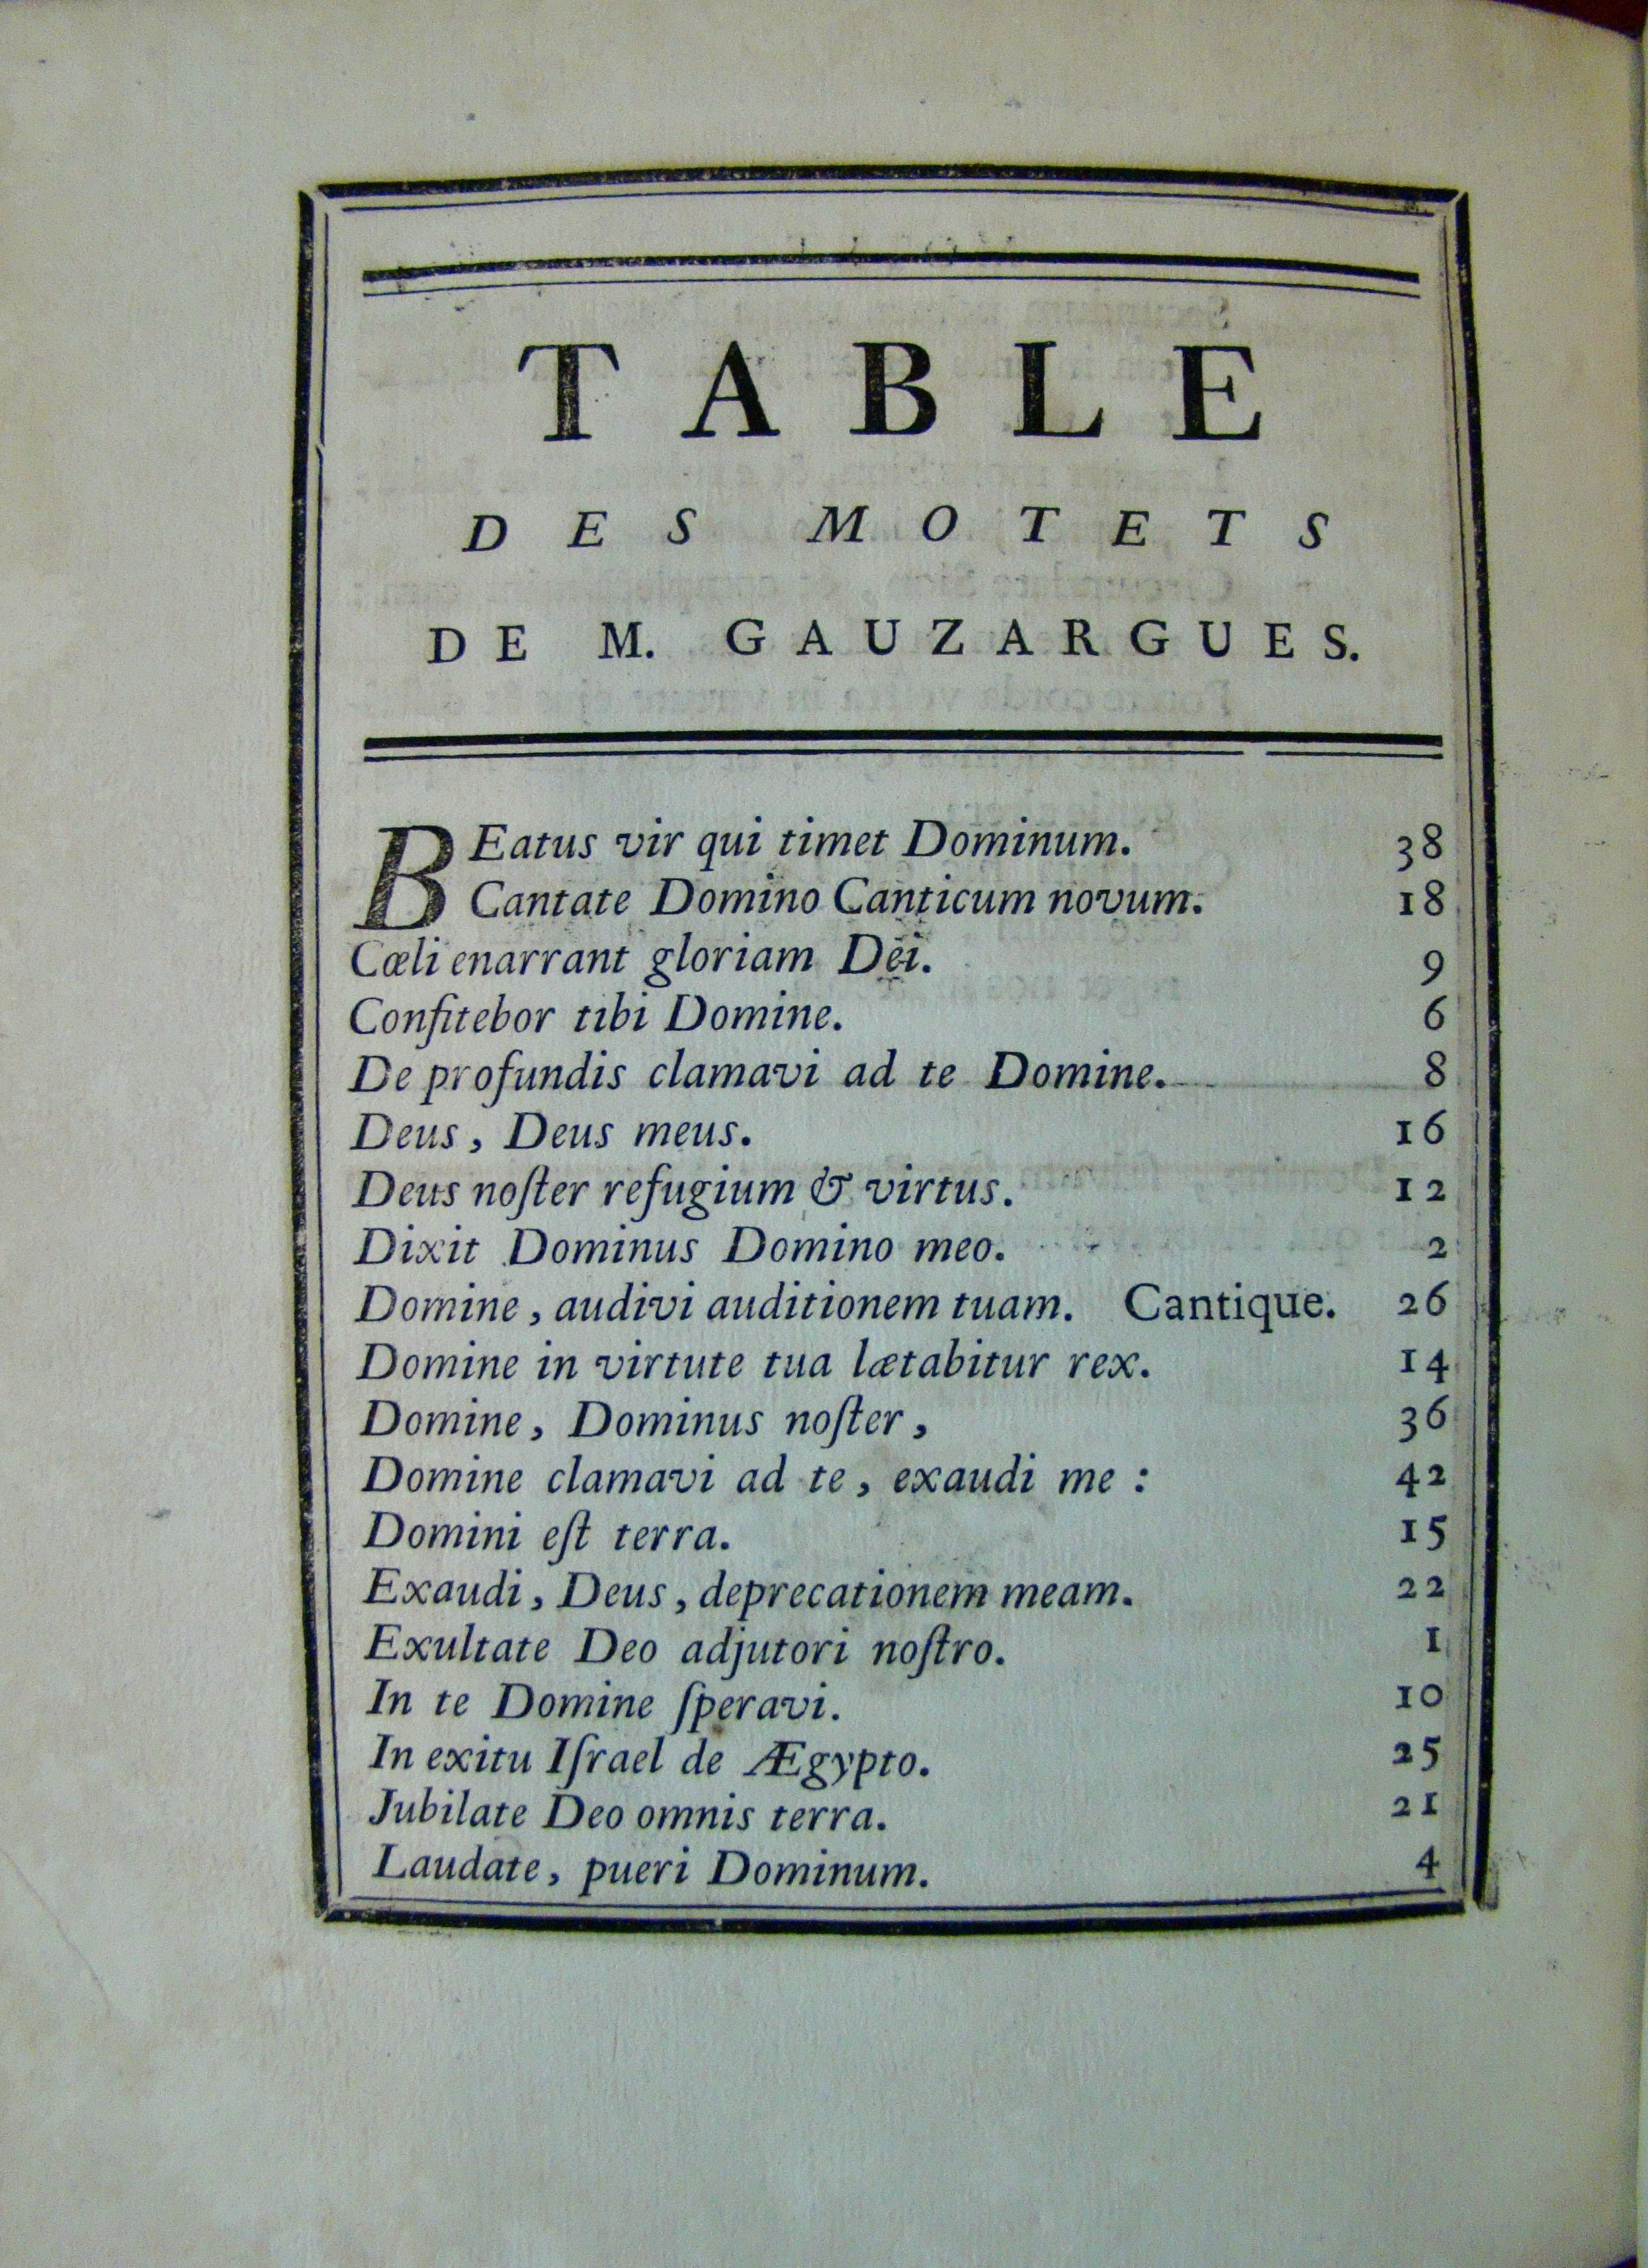 TABLE
DES MOTETS
DE M. GAUZARGUES.
BEatus vir qui timet Dominum. 38
Cantate Domino Canticum novum. 18
Cœli enarrant gloriam Dei. 9
Confitebor tibi Domine. 6
De profundis clamavi ad te Domine. 8
Deus, Deus meus. 16
Deus noſter refugium & virtus. 12
Dixit Dominus Domino meo. 2
Domine, audivi auditionem tuam. Cantique. 26
Domine in virtute tua lætabitur rex. 14
Domine, Dominus noſter, 36
Domine clamavi ad te, exaudi me : 42
Domini eſt terra. 15
Exaudi, Deus, deprecationem meam. 22
Exultate Deo adjutori noſtro. 1
In te Domine ſperavi. 10
In exitu Iſrael de Ægypto. 25
Jubilate Deo omnis terra. 21
Laudate, pueri Dominum. 4